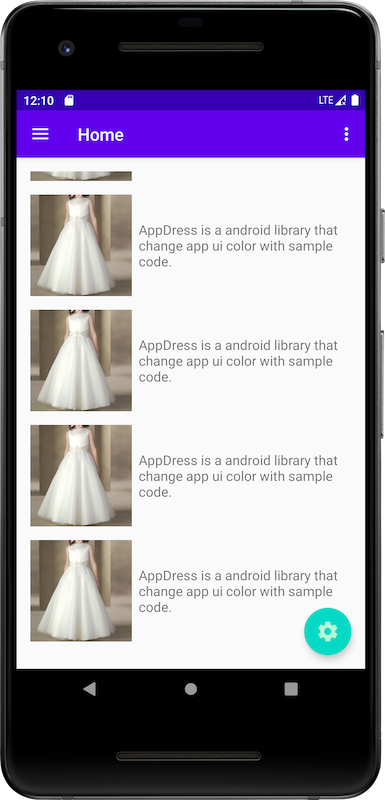 12:10 LTE
Home
AppDress is a android library that
change app ui color with sample
code.
AppDress is a android library that
change app ui color with sample
code.
AppDress is a android library that
change app ui color with sample
code.
AppDress is a android library that
change app ui color with sample
code.